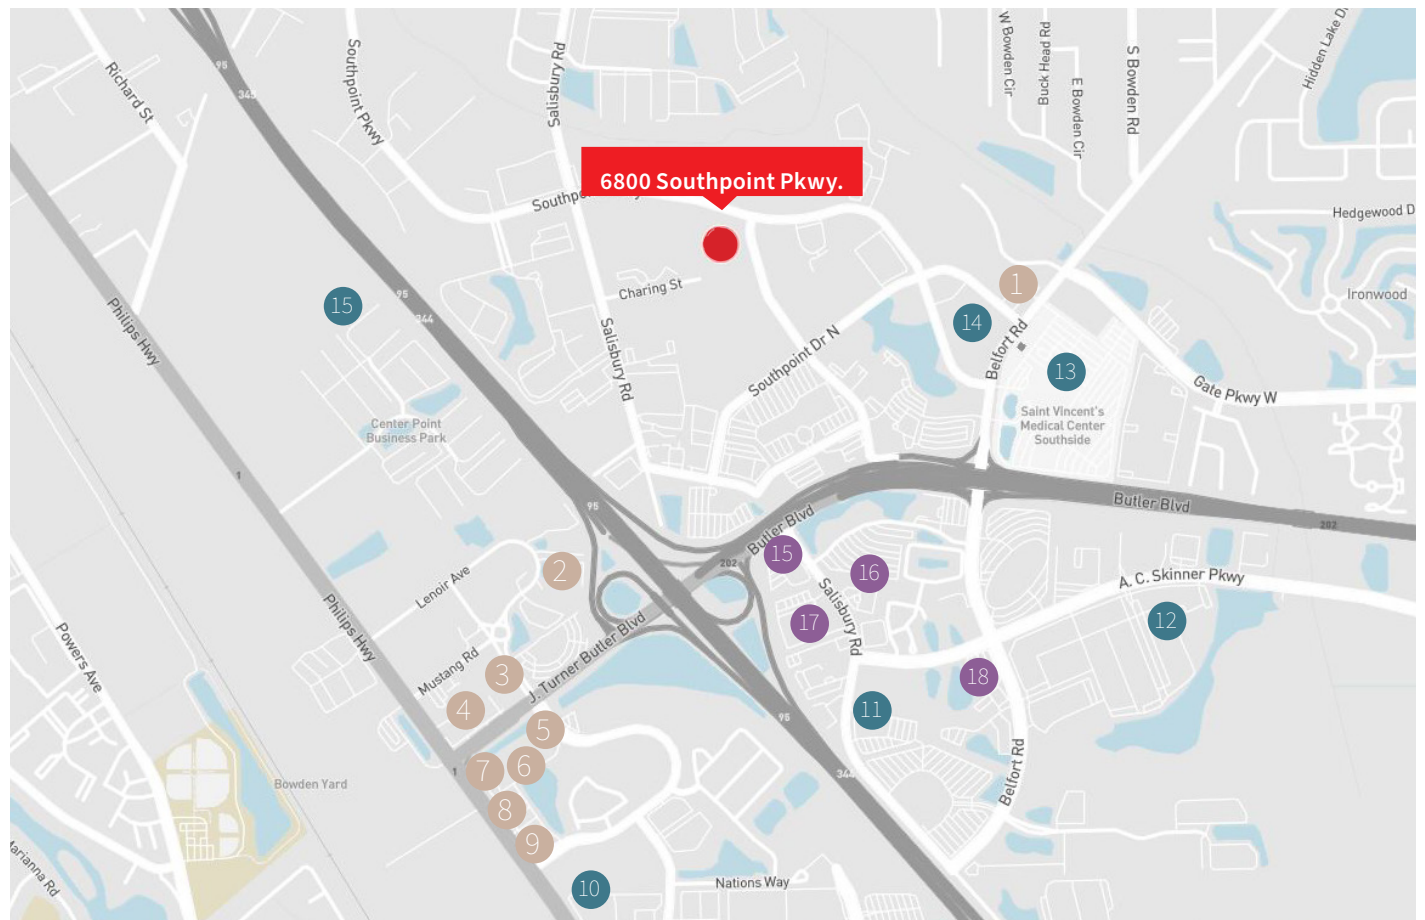 Richard St
95
345
Southpoint Pkwy
Salisbury Rd
W Bowden Cir
Buck Head Rd
E Bowden Cir
S Bowden Rd
Hidden Lake D
6800 Southpoint Pkwy.
Hedgewood D
Ironwood
Charing St
1
15
95
344
14
Belfort Rd
13
Philips Hwy
Salisbury Rd
Southpoint Dr N
Gate Pkwy W
Saint Vincent's
Medical Center
Southside
Center Point
Business Park
1
95
Butler Blvd
Butler Blvd
202
202
15
16
2
Lenoir Ave
A. C. Skinner Pkwy
Philips Hwy
17
Salisbury Rd
12
Powers Ave
Mustang Rd
J. Turner Butler Blvd
3
18
4
11
5
95
7
6
1
344
Belfort Rd
Bowden Yard
8
9
10
Nations Way
Marianna Rd